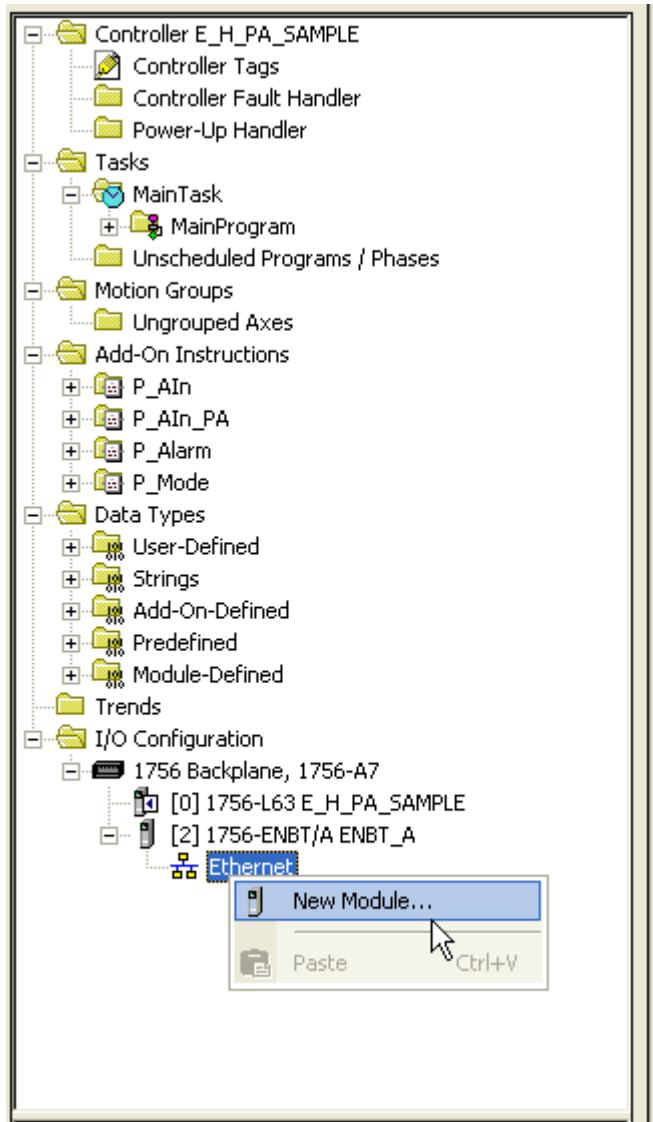 Controller E_H_PA_SAMPLE
Controller Tags
Controller Fault Handler
Power-Up Handler
Tasks
MainTask
MainProgram
Unscheduled Programs / Phases
Motion Groups
Ungrouped Axes
Add-On Instructions
P_AIn
P_AIn_PA
P_Alarm
P_Mode
Data Types
User-Defined
Strings
Add-On-Defined
Predefined
Module-Defined
Trends
I/O Configuration
1756 Backplane, 1756-A7
[0] 1756-L63 E_H_PA_SAMPLE
[2] 1756-ENBT/A ENBT_A
Ethernet
New Module...
Paste Ctrl+V